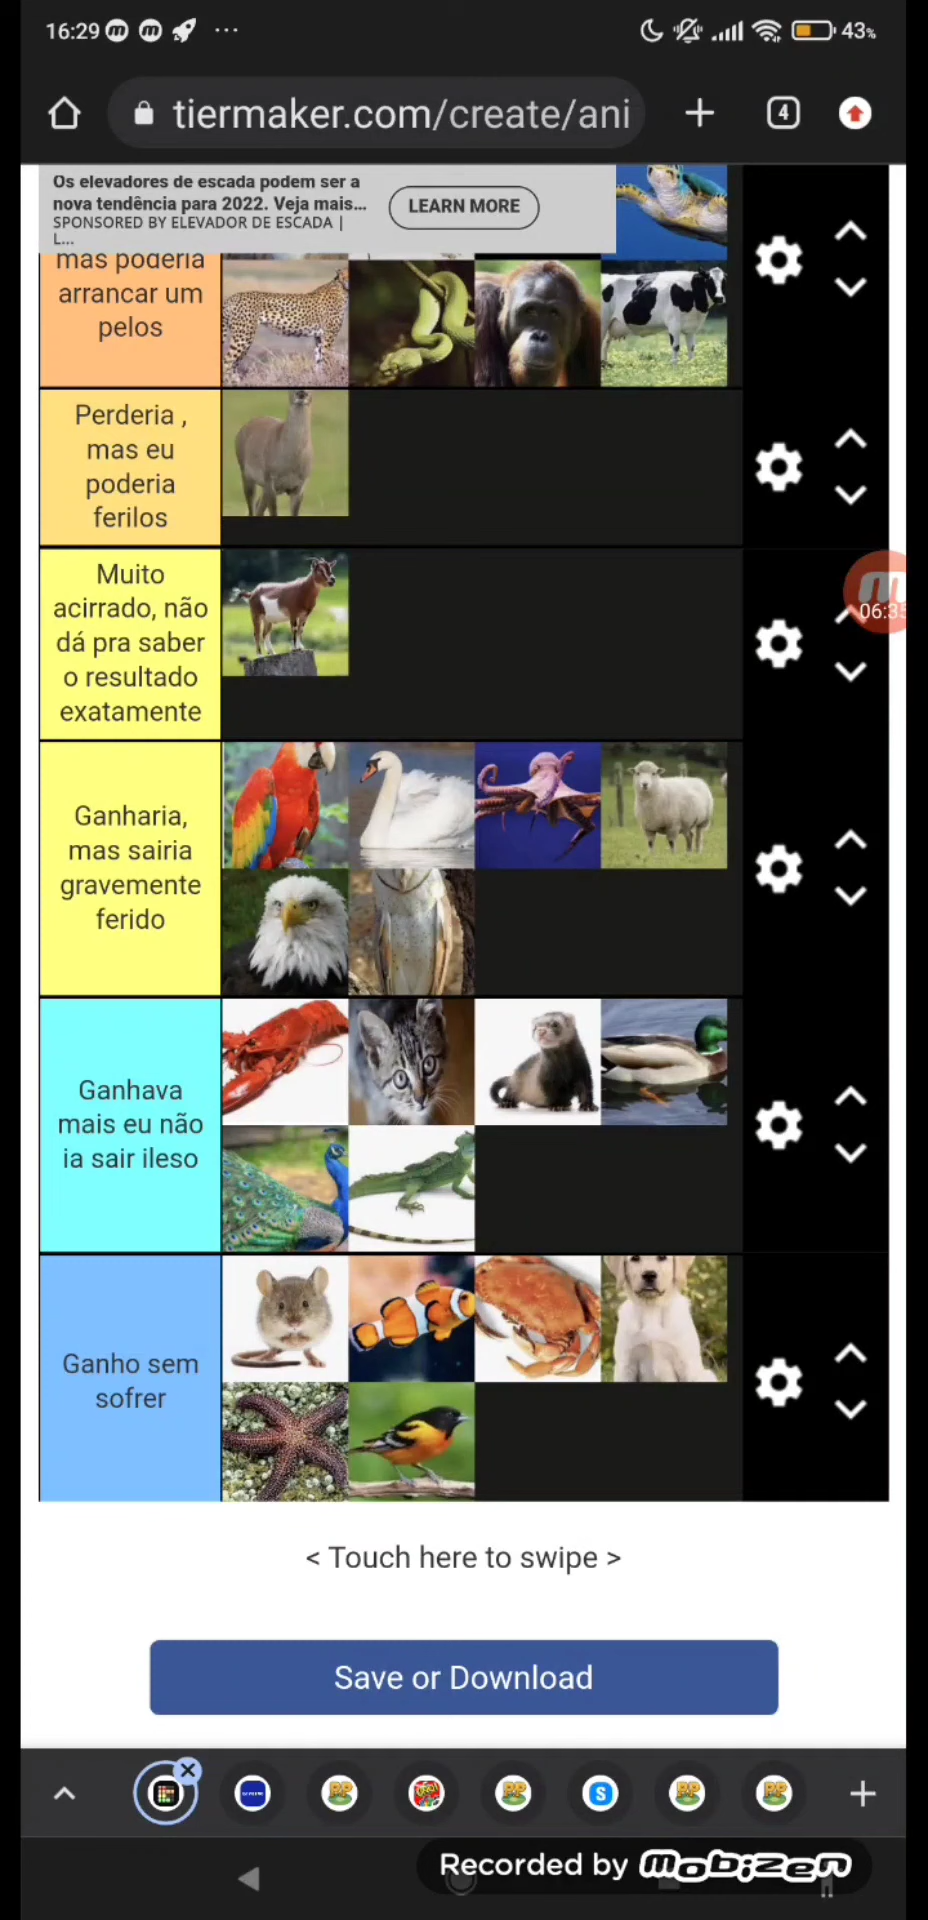 16:29
43%
tiermaker.com/create/ani
4
Os elevadores de escada podem ser a
nova tendência para 2022. Veja mais...
SPONSORED BY ELEVADOR DE ESCADA |
L...
LEARN MORE
mas poderia
arrancar um
pelos
Perderia ,
mas eu
poderia
ferilos
Muito
acirrado, não
dá pra saber
o resultado
exatamente
06:35
Ganharia,
mas sairia
gravemente
ferido
Ganhava
mais eu não
ia sair ileso
Ganho sem
sofrer
< Touch here to swipe >
Save or Download
Recorded by Mobizen